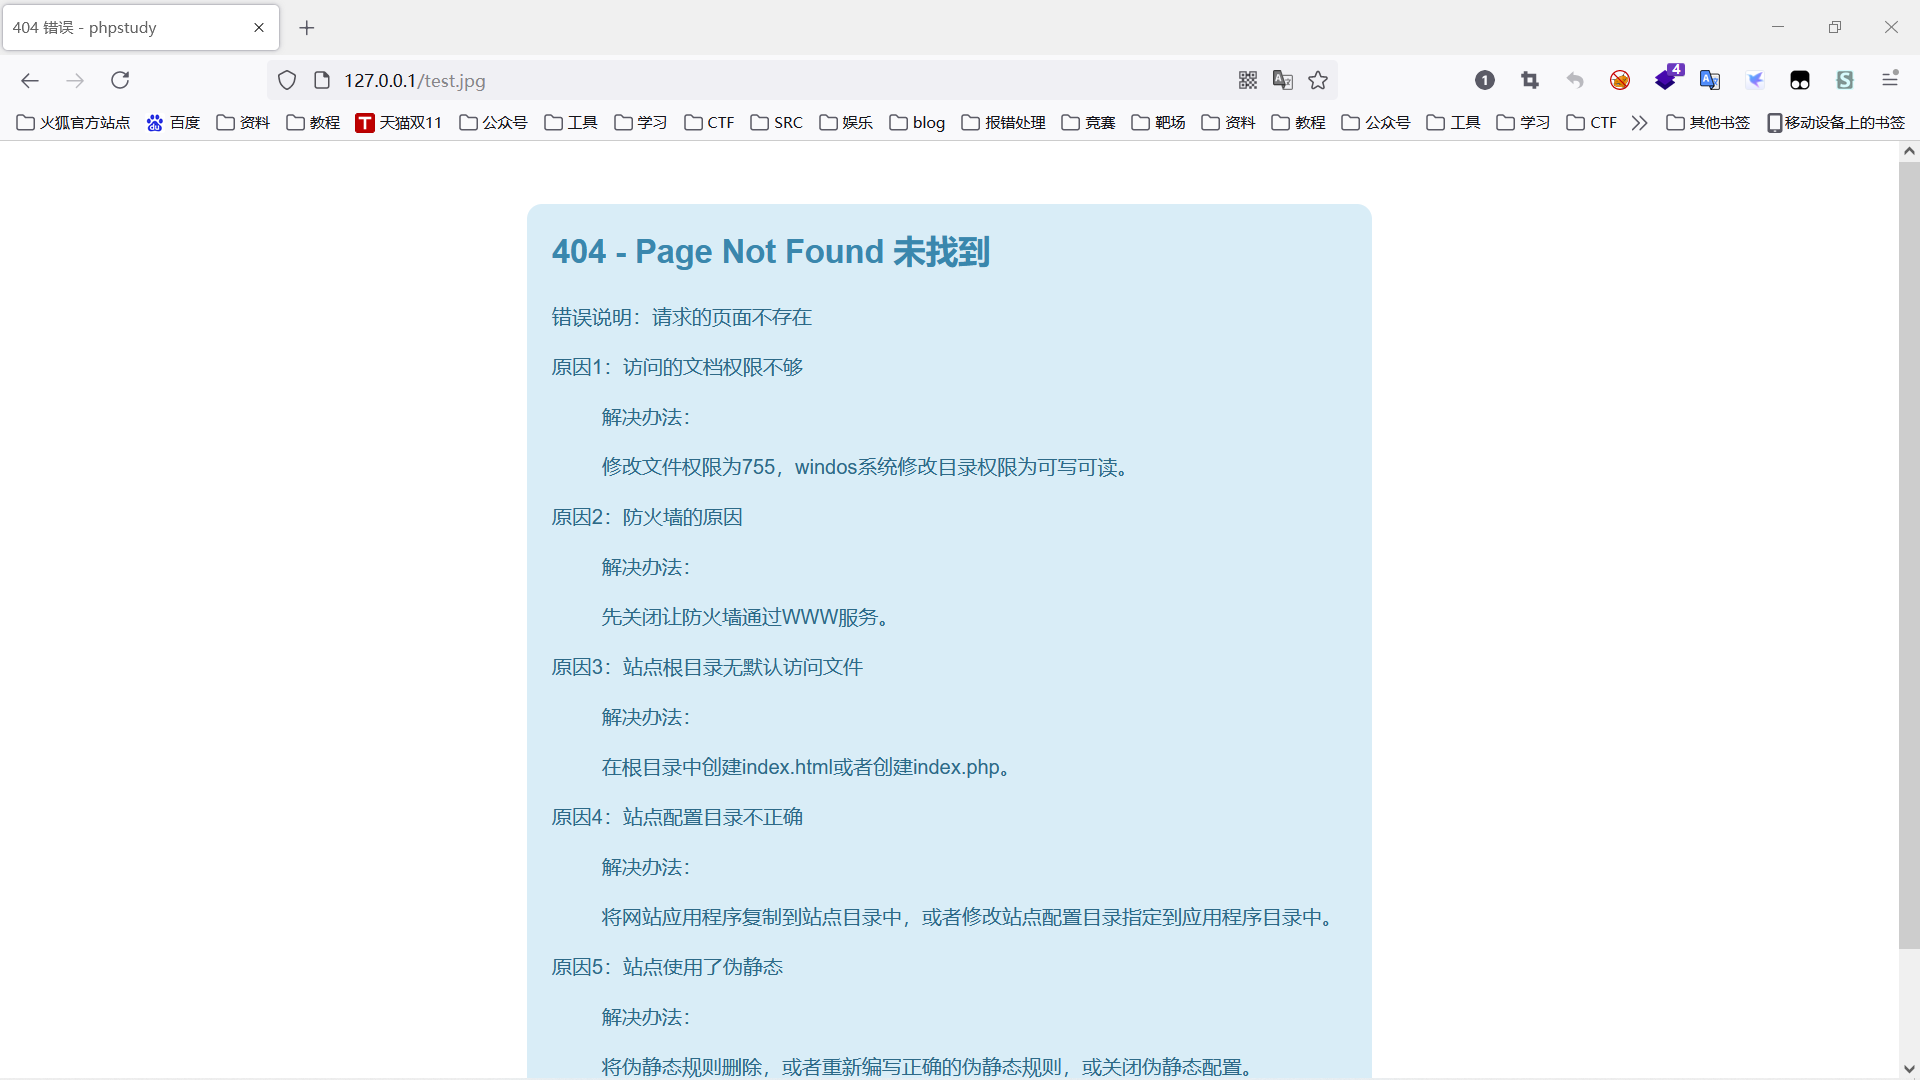 404 错误 - phpstudy
127.0.0.1/test.jpg
1
4
火狐官方站点 百度 资料 教程 天猫双11 公众号 工具 学习 CTF SRC 娱乐 blog 报错处理 竞赛 靶场 资料 教程 公众号 工具 学习 CTF 其他书签 移动设备上的书签
404 - Page Not Found 未找到
错误说明：请求的页面不存在
原因1：访问的文档权限不够
解决办法：
修改文件权限为755，windos系统修改目录权限为可写可读。
原因2：防火墙的原因
解决办法：
先关闭让防火墙通过WWW服务。
原因3：站点根目录无默认访问文件
解决办法：
在根目录中创建index.html或者创建index.php。
原因4：站点配置目录不正确
解决办法：
将网站应用程序复制到站点目录中，或者修改站点配置目录指定到应用程序目录中。
原因5：站点使用了伪静态
解决办法：
将伪静态规则删除，或者重新编写正确的伪静态规则，或关闭伪静态配置。